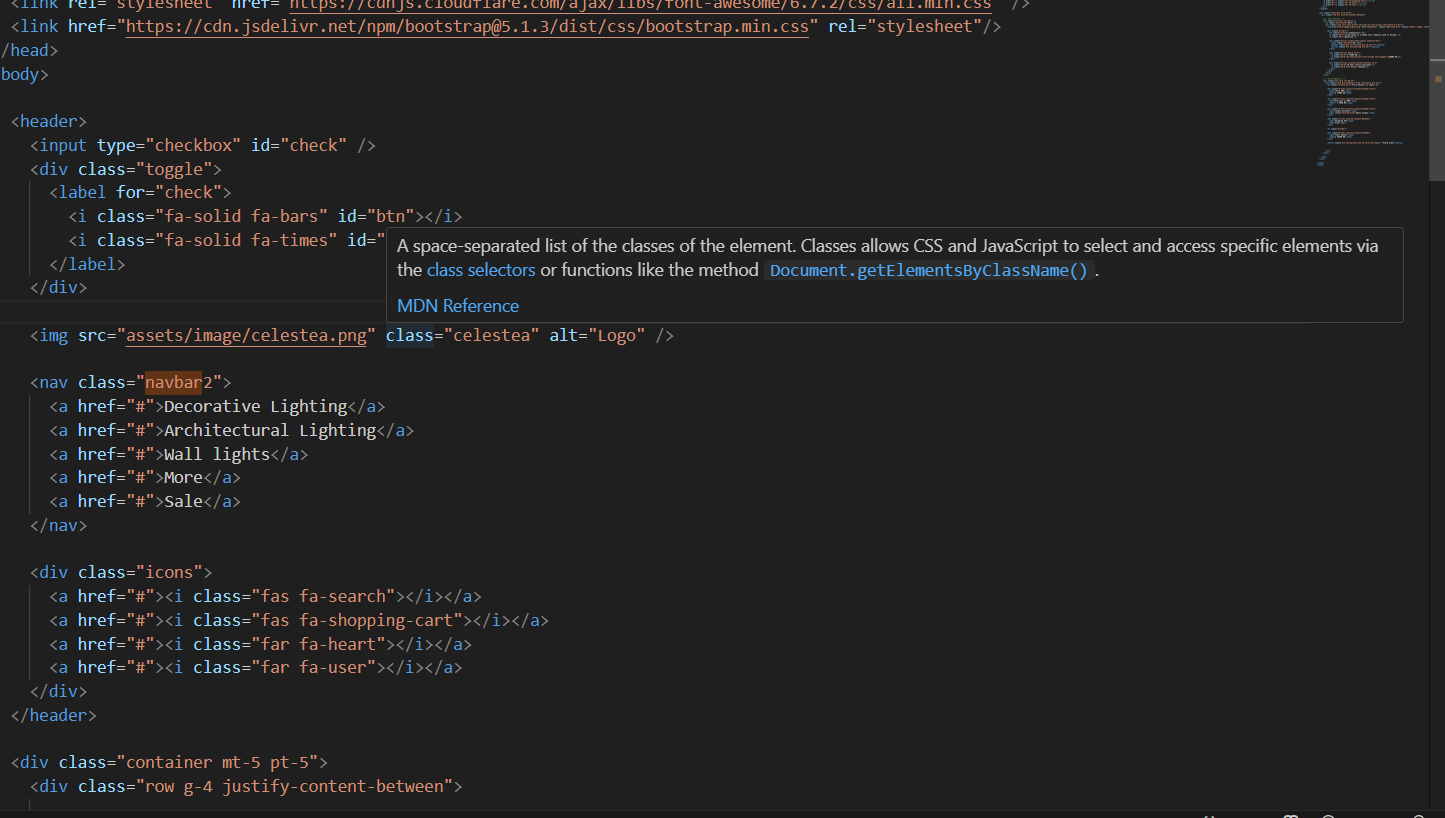 <link rel="stylesheet" href="https://cdnjs.cloudflare.com/ajax/libs/font-awesome/6.7.2/css/all.min.css" />
<link href="https://cdn.jsdelivr.net/npm/bootstrap@5.1.3/dist/css/bootstrap.min.css" rel="stylesheet"/>
/head>
body>
<header>
<input type="checkbox" id="check" />
<div class="toggle">
<label for="check">
<i class="fa-solid fa-bars" id="btn"></i>
<i class="fa-solid fa-times" id="
A space-separated list of the classes of the element. Classes allows CSS and JavaScript to select and access specific elements via
the class selectors or functions like the method Document.getElementsByClassName() .
MDN Reference
</label>
</div>
<img src="assets/image/celestea.png" class="celestea" alt="Logo" />
<nav class="navbar2">
<a href="#">Decorative Lighting</a>
<a href="#">Architectural Lighting</a>
<a href="#">Wall lights</a>
<a href="#">More</a>
<a href="#">Sale</a>
</nav>
<div class="icons">
<a href="#"><i class="fas fa-search"></i></a>
<a href="#"><i class="fas fa-shopping-cart"></i></a>
<a href="#"><i class="far fa-heart"></i></a>
<a href="#"><i class="far fa-user"></i></a>
</div>
</header>
<div class="container mt-5 pt-5">
<div class="row g-4 justify-content-between">